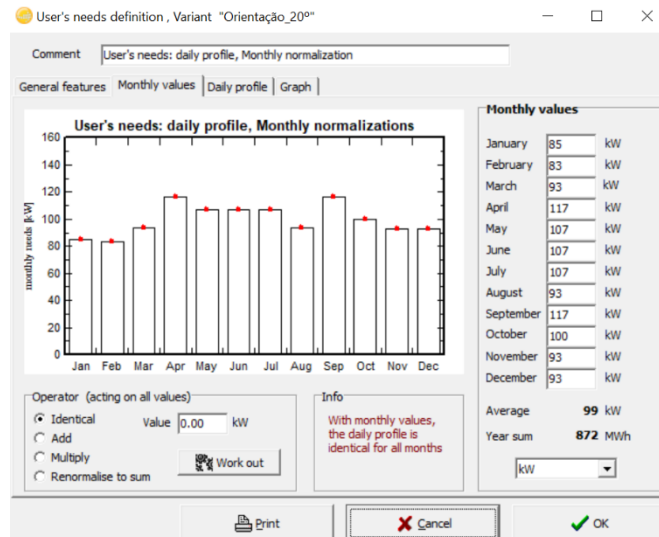 User's needs definition , Variant "Orientação_20º"
Comment User's needs: daily profile, Monthly normalization
General features Monthly values Daily profile Graph
User's needs: daily profile, Monthly normalizations
monthly needs [kW]
160
140
120
100
80
60
40
20
0
Jan Feb Mar Apr May Jun Jul Aug Sep Oct Nov Dec
Monthly values
January 85 kW
February 83 kW
March 93 kW
April 117 kW
May 107 kW
June 107 kW
July 107 kW
August 93 kW
September 117 kW
October 100 kW
November 93 kW
December 93 kW
Average 99 kW
Year sum 872 MWh
kW
Operator (acting on all values)
Identical Value 0.00 kW
Add
Multiply
Work out
Renormalise to sum
Info
With monthly values,
the daily profile is
identical for all months
Print Cancel OK